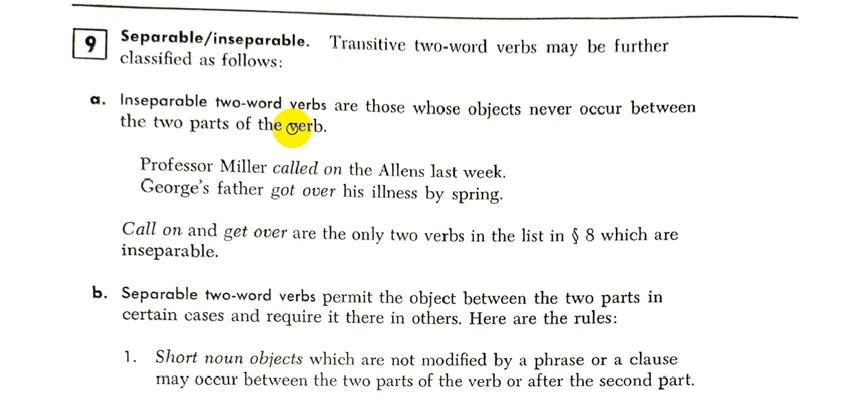 9 Separable/inseparable. Transitive two-word verbs may be further
classified as follows:
a. Inseparable two-word verbs are those whose objects never occur between
the two parts of the verb.
Professor Miller called on the Allens last week.
George's father got over his illness by spring.
Call on and get over are the only two verbs in the list in § 8 which are
inseparable.
b. Separable two-word verbs permit the object between the two parts in
certain cases and require it there in others. Here are the rules:
1. Short noun objects which are not modified by a phrase or a clause
may occur between the two parts of the verb or after the second part.